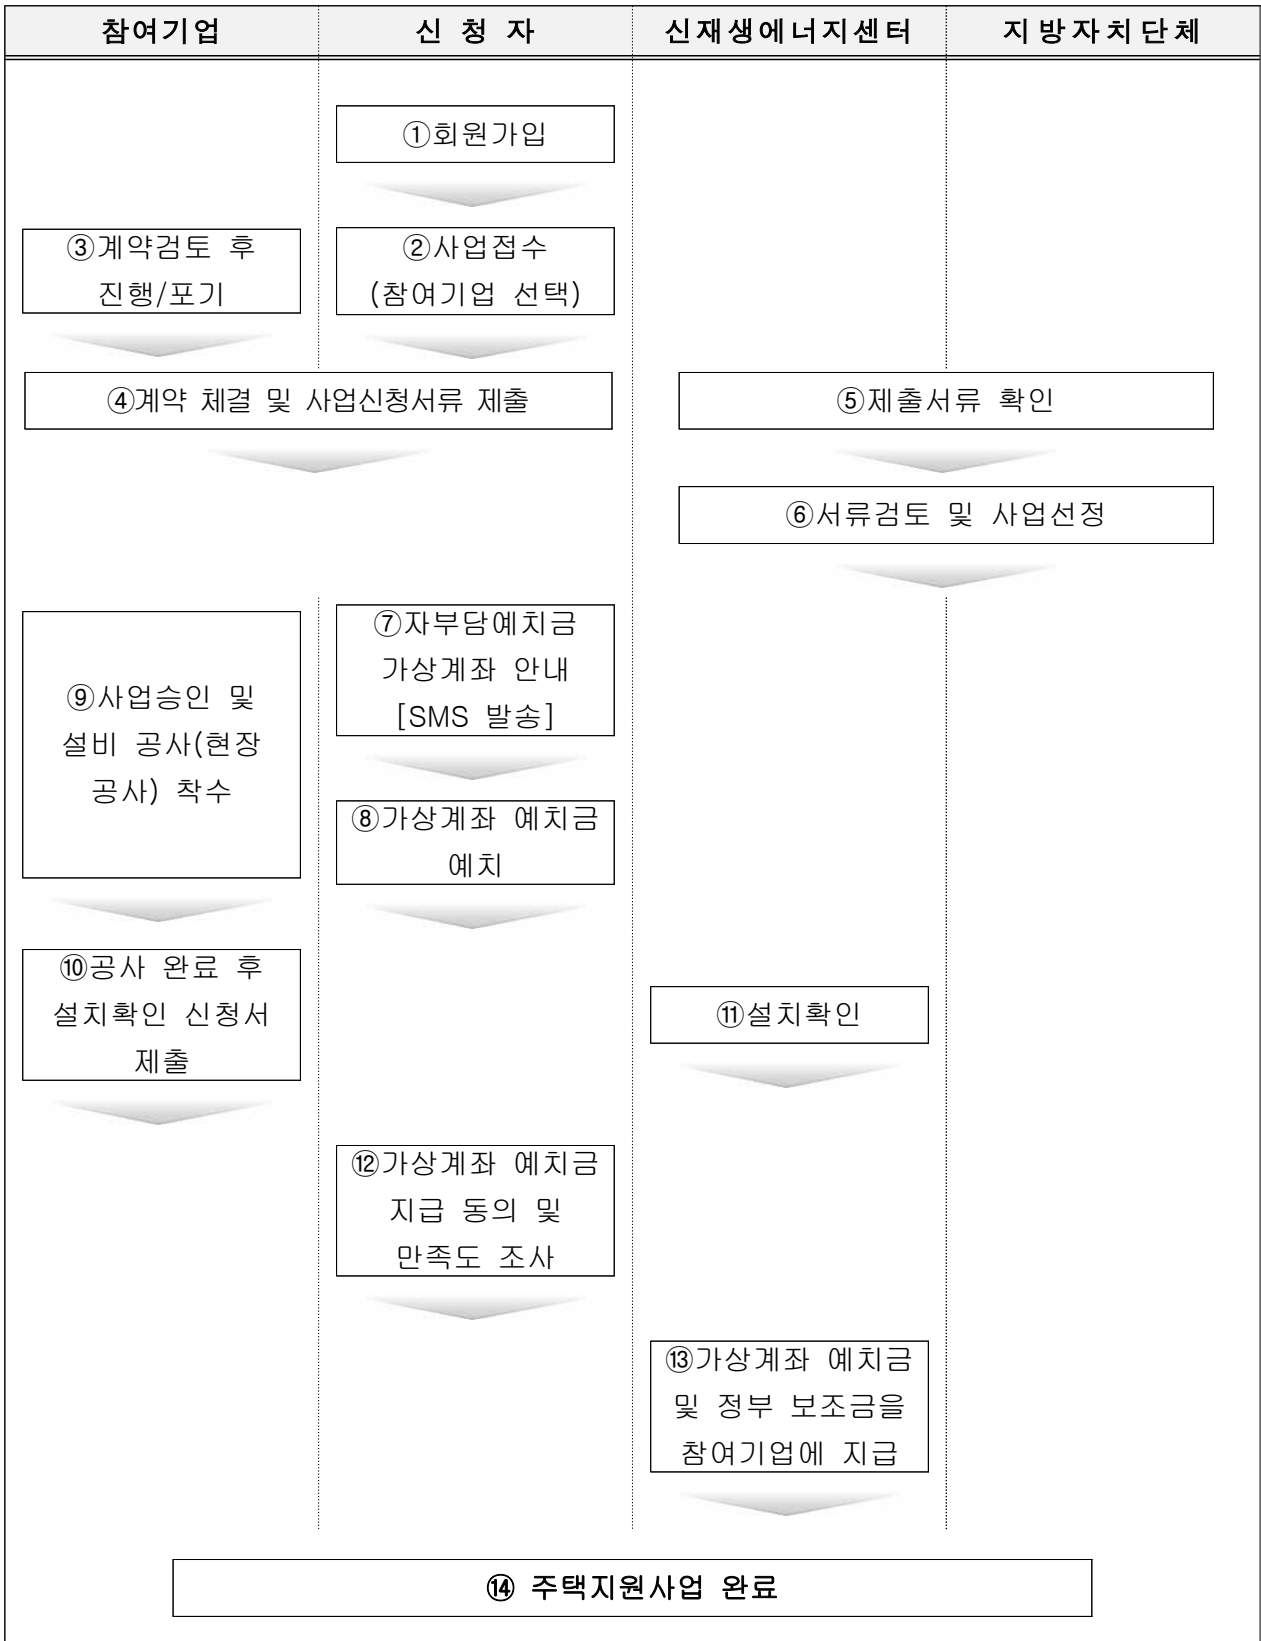 참여기업 신 청 자 신재생에너지센터 지방자치단체
①회원가입
②사업접수
(참여기업 선택)
③계약검토 후
진행/포기
④계약 체결 및 사업신청서류 제출
⑤제출서류 확인
⑥서류검토 및 사업선정
⑦자부담예치금
가상계좌 안내
[SMS 발송]
⑧가상계좌 예치금
예치
⑨사업승인 및
설비 공사(현장
공사) 착수
⑩공사 완료 후
설치확인 신청서
제출
⑪설치확인
⑫가상계좌 예치금
지급 동의 및
만족도 조사
⑬가상계좌 예치금
및 정부 보조금을
참여기업에 지급
⑭ 주택지원사업 완료